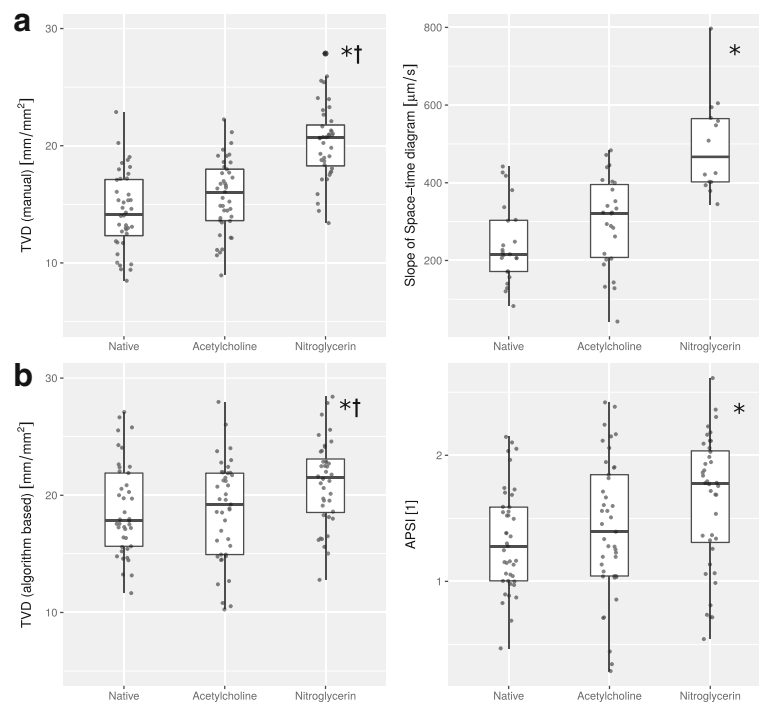 a
TVD (manual) [mm/mm²]
30
20
10
*†
Native
Acetylcholine
Nitroglycerin
Slope of Space−time diagram [μm/s]
800
600
400
200
*
Native
Acetylcholine
Nitroglycerin
b
TVD (algorithm based) [mm/mm²]
30
20
10
*†
Native
Acetylcholine
Nitroglycerin
APSI [1]
2
1
*
Native
Acetylcholine
Nitroglycerin